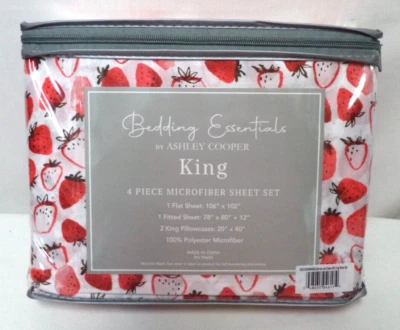 Bedding Essentials
BY ASHLEY COOPER
King
4 PIECE MICROFIBER SHEET SET
1 Flat Sheet: 106" x 102"
1 Fitted Sheet: 78" x 80" + 12"
2 King Pillowcases: 20" x 40"
100% Polyester Microfiber
MADE IN CHINA